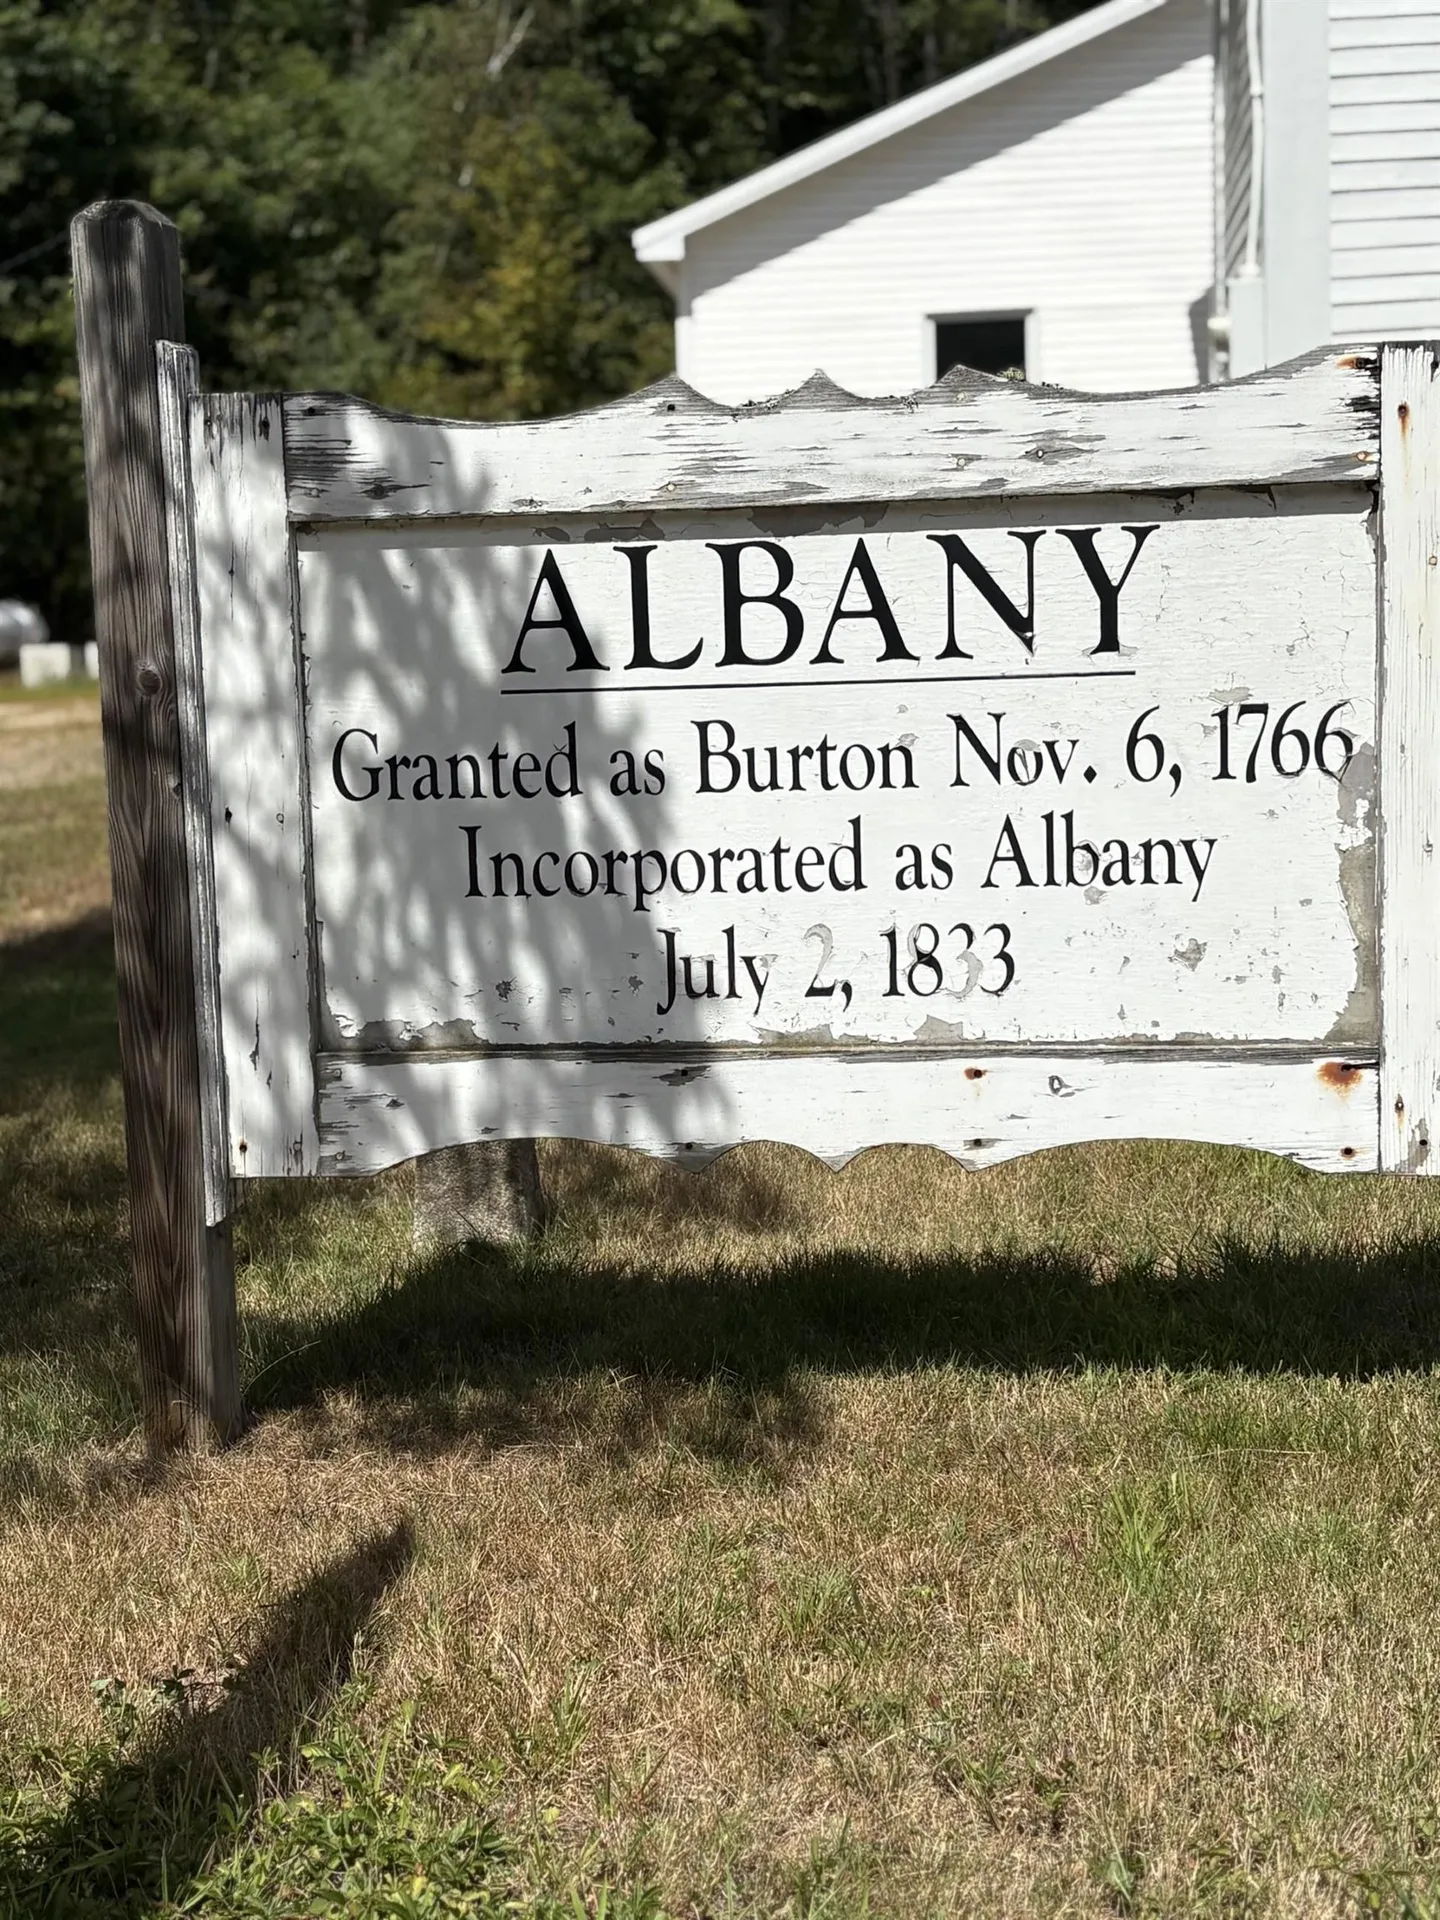 ALBANY
Granted as Burton Nov. 6, 1766
Incorporated as Albany
July 2, 1833